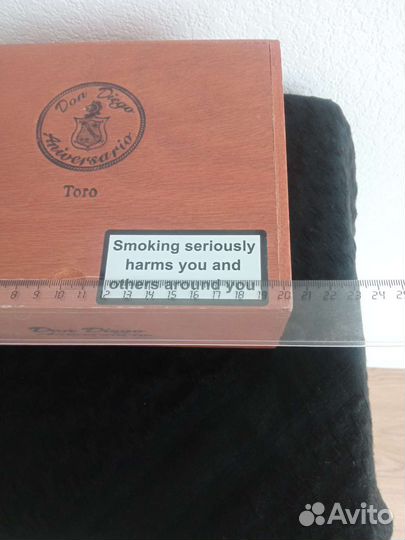 Don Diego
Aniversario
Toro
Smoking seriously
harms you and
others around you
8 9 10 11 12 13 14 15 16 17 18 19 20 21 22 23 24 25
Don Diego
Avito